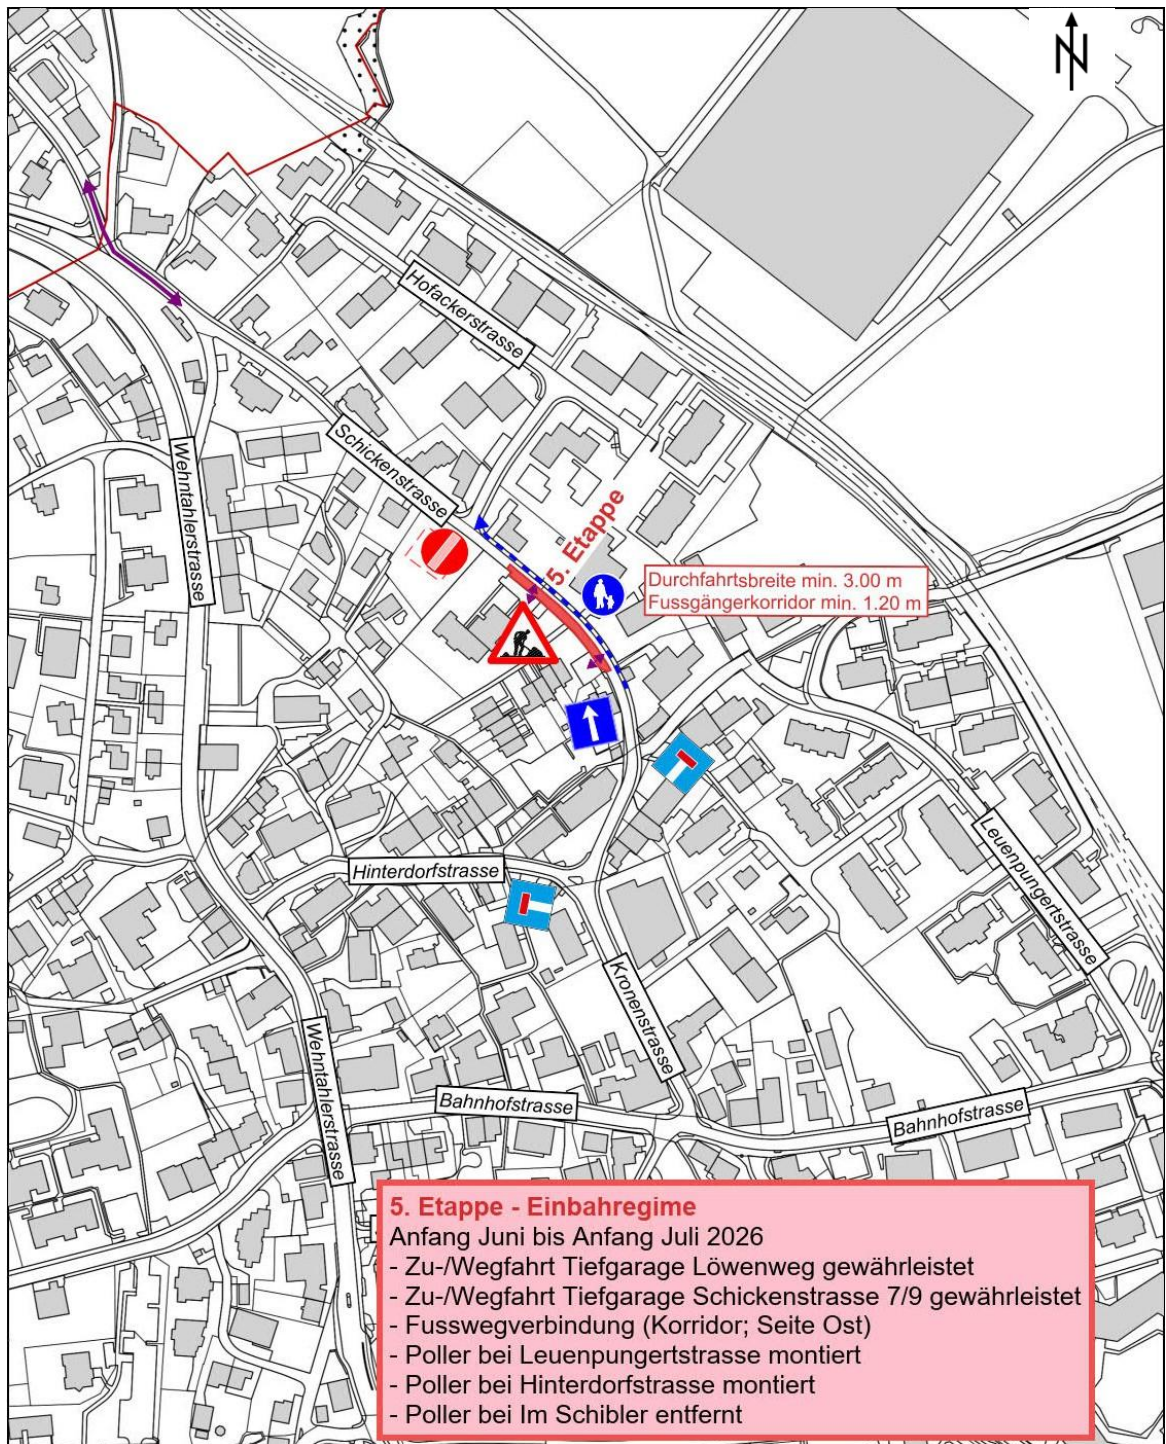 N
Hofackerstrasse
Schickenstrasse
Wehntahlerstrasse
5. Etappe
Durchfahrtsbreite min. 3.00 m
Fussgängerkorridor min. 1.20 m
Hinterdorfstrasse
Leuenpungertstrasse
Kronenstrasse
Wehntahlerstrasse
Bahnhofstrasse
Bahnhofstrasse
5. Etappe - Einbahregime
Anfang Juni bis Anfang Juli 2026
- Zu-/Wegfahrt Tiefgarage Löwenweg gewährleistet
- Zu-/Wegfahrt Tiefgarage Schickenstrasse 7/9 gewährleistet
- Fusswegverbindung (Korridor; Seite Ost)
- Poller bei Leuenpungertstrasse montiert
- Poller bei Hinterdorfstrasse montiert
- Poller bei Im Schibler entfernt